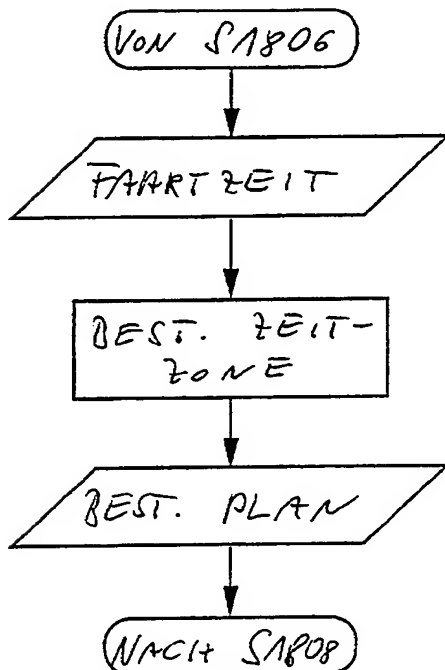 VON S1806
FAHRTZEIT
BEST. ZEIT-
ZONE
BEST. PLAN
NACH S1808